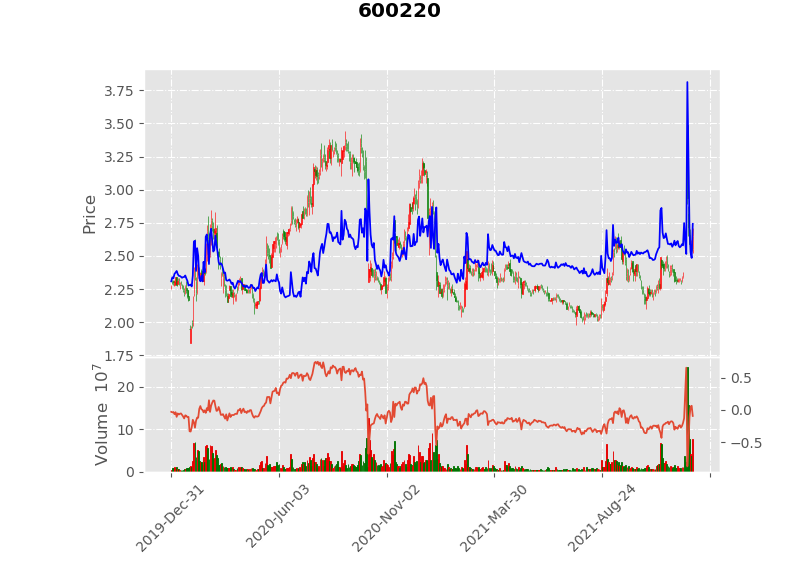 600220
3.75
3.50
3.25
3.00
2.75
2.50
2.25
2.00
1.75
Price
20
10
0
Volume 10^7
0.5
0.0
−0.5
2019-Dec-31
2020-Jun-03
2020-Nov-02
2021-Mar-30
2021-Aug-24